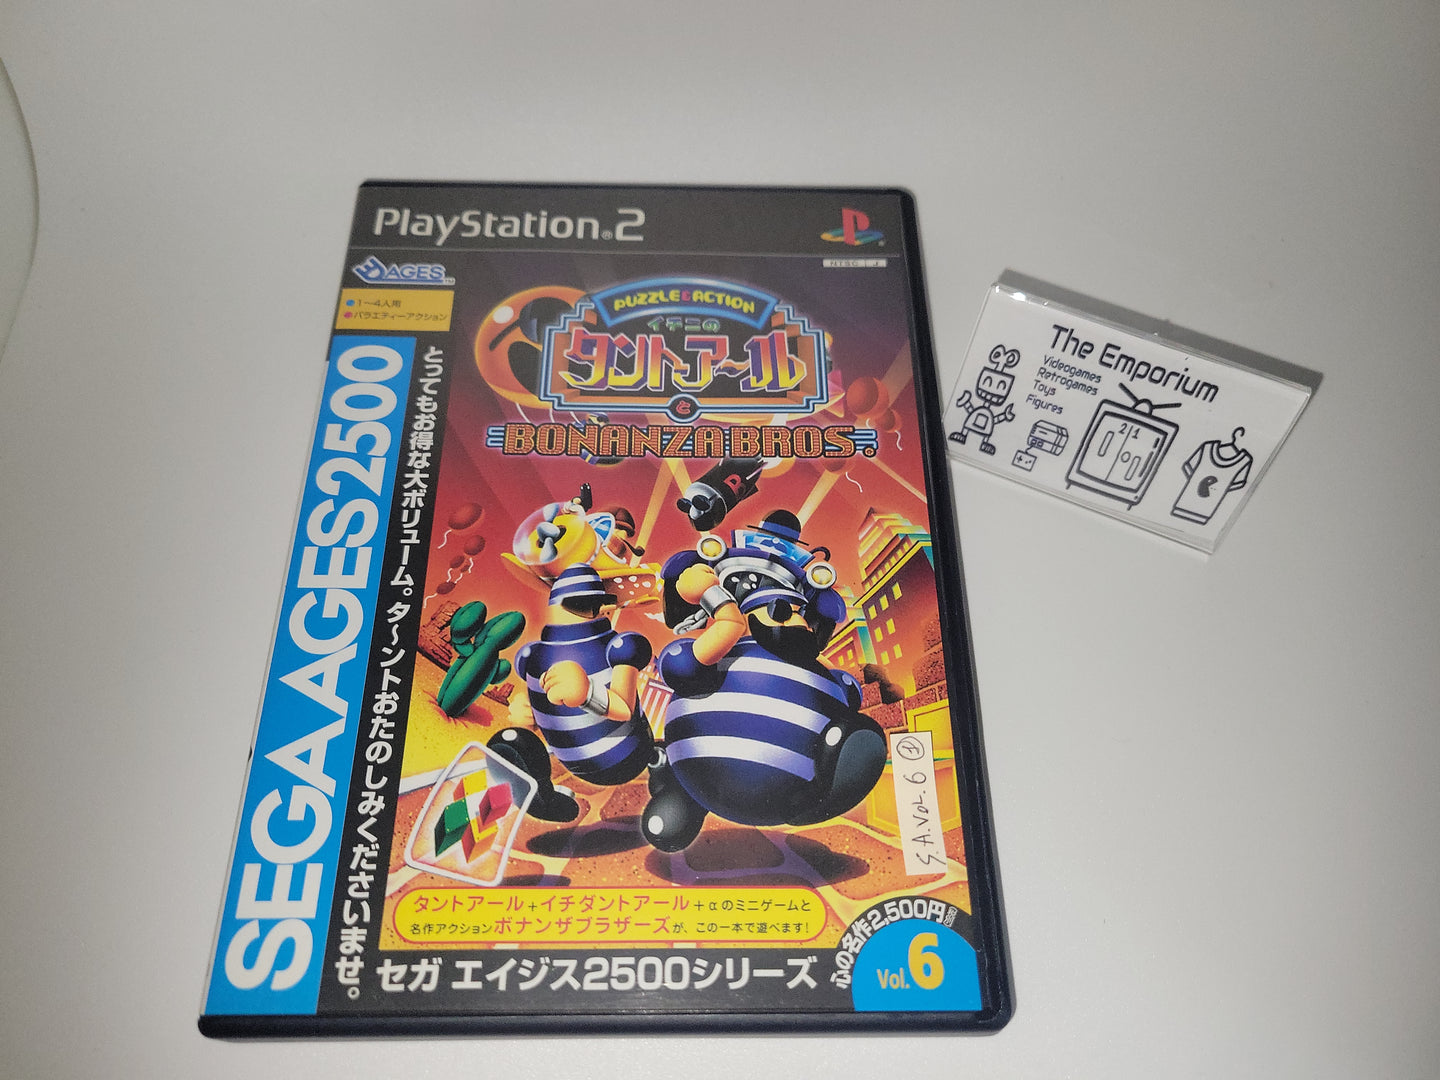 PlayStation®2
NTSC J
3D AGES™
●1〜4人用
●バラエティーアクション
PUZZLE & ACTION
イチニの
タントアール
と
BONANZA BROS.
SEGA AGES 2500
とってもお得な大ボリューム。タ〜ントおたのしみくださいませ。
S.A.VOL. 6 
タントアール+イチダントアール+αのミニゲームと
名作アクションボナンザブラザーズが、この一本で遊べます!
セガ エイジス2500シリーズ
心の名作2,500円
Vol.6
The Emporium
Videogames
Retrogames
Toys
Figures
2 1